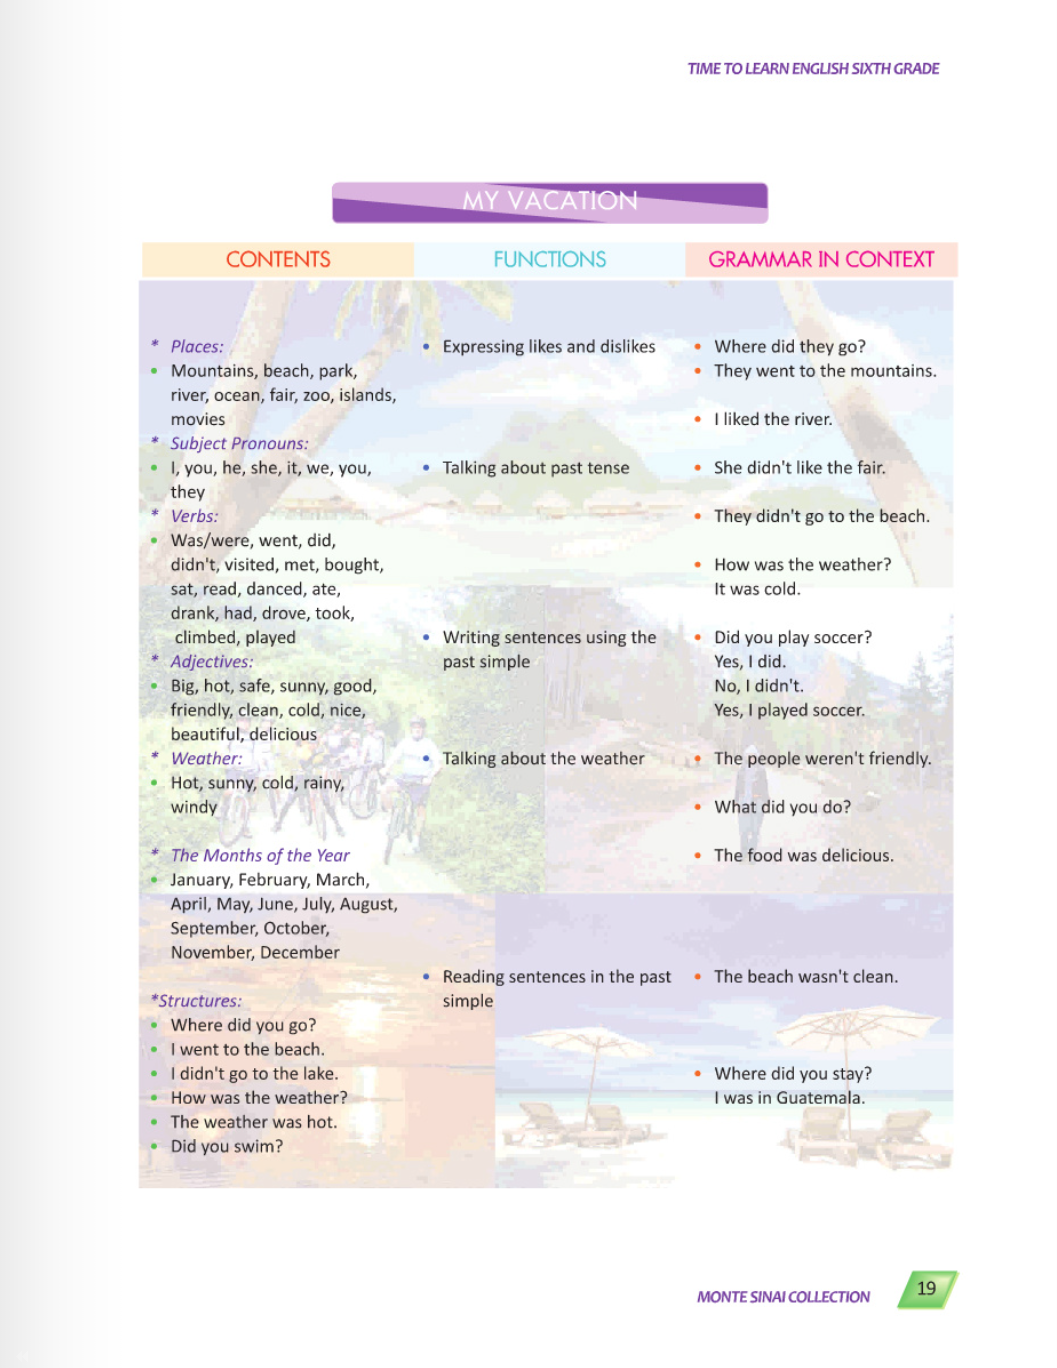 TIME TO LEARN ENGLISH SIXTH GRADE
MY VACATION
CONTENTS
* Places:
• Mountains, beach, park,
river, ocean, fair, zoo, islands,
movies
* Subject Pronouns:
• I, you, he, she, it, we, you,
they
* Verbs:
• Was/were, went, did,
didn't, visited, met, bought,
sat, read, danced, ate,
drank, had, drove, took,
climbed, played
* Adjectives:
• Big, hot, safe, sunny, good,
friendly, clean, cold, nice,
beautiful, delicious
* Weather:
• Hot, sunny, cold, rainy,
windy
* The Months of the Year
• January, February, March,
April, May, June, July, August,
September, October,
November, December
*Structures:
• Where did you go?
• I went to the beach.
• I didn't go to the lake.
• How was the weather?
• The weather was hot.
• Did you swim?
FUNCTIONS
• Expressing likes and dislikes
• Talking about past tense
• Writing sentences using the
past simple
• Talking about the weather
• Reading sentences in the past
simple
GRAMMAR IN CONTEXT
• Where did they go?
• They went to the mountains.
• I liked the river.
• She didn't like the fair.
• They didn't go to the beach.
• How was the weather?
It was cold.
• Did you play soccer?
Yes, I did.
No, I didn't.
Yes, I played soccer.
• The people weren't friendly.
• What did you do?
• The food was delicious.
• The beach wasn't clean.
• Where did you stay?
I was in Guatemala.
MONTE SINAI COLLECTION
19